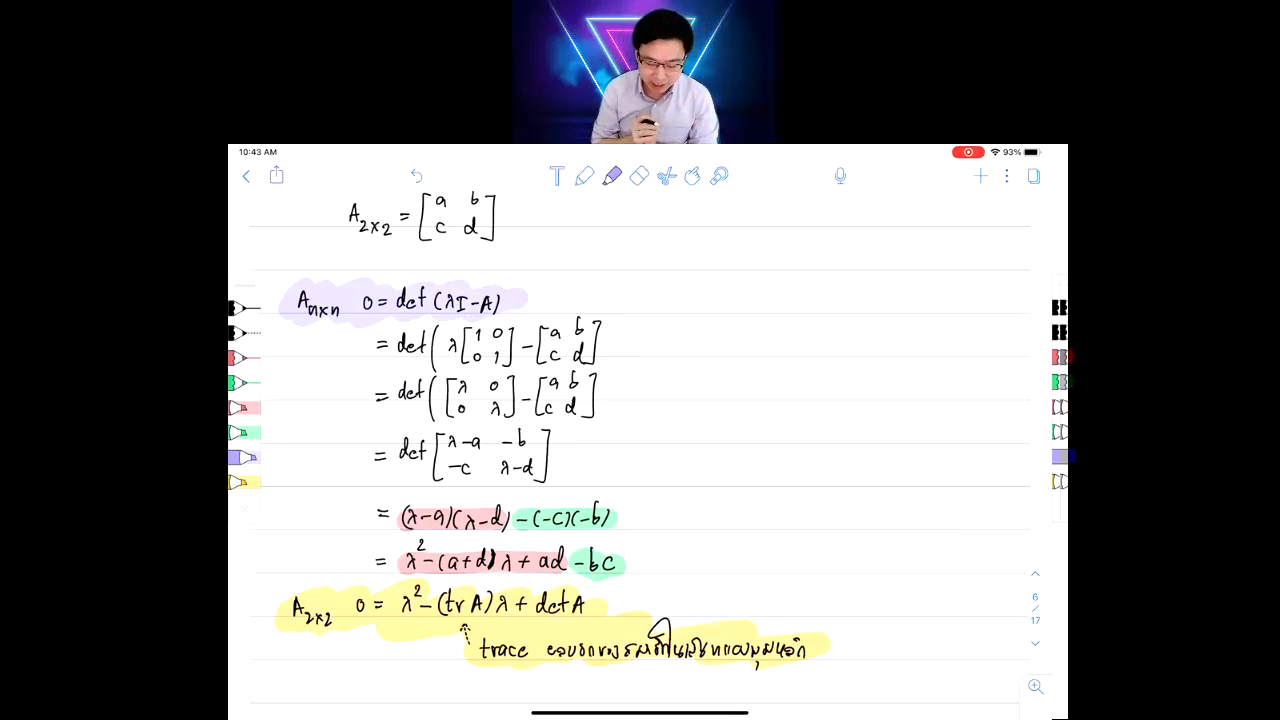 10:43 AM
93%
A₂ₓ₂ = [a b
c d]
Aₙₓₙ 0 = det (λI-A)
= det( λ[1 0; 0 1] - [a b; c d]
= det( [λ 0; 0 λ] - [a b; c d]
= det[λ-a -b; -c λ-d]
= (λ-a)(λ-d) -(-c)(-b)
= λ² -(a+d)λ + ad -bc
A₂ₓ₂ 0 = λ² -(tr A)λ + det A
trace
6
/
17